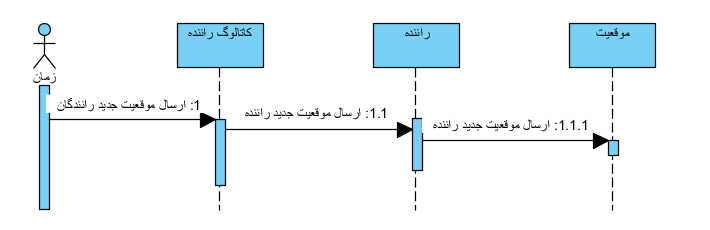 کاتالوگ راننده
راننده
موقعیت
زمان
1: ارسال موقعیت جدید رانندگان
1.1: ارسال موقعیت جدید راننده
1.1.1: ارسال موقعیت جدید راننده